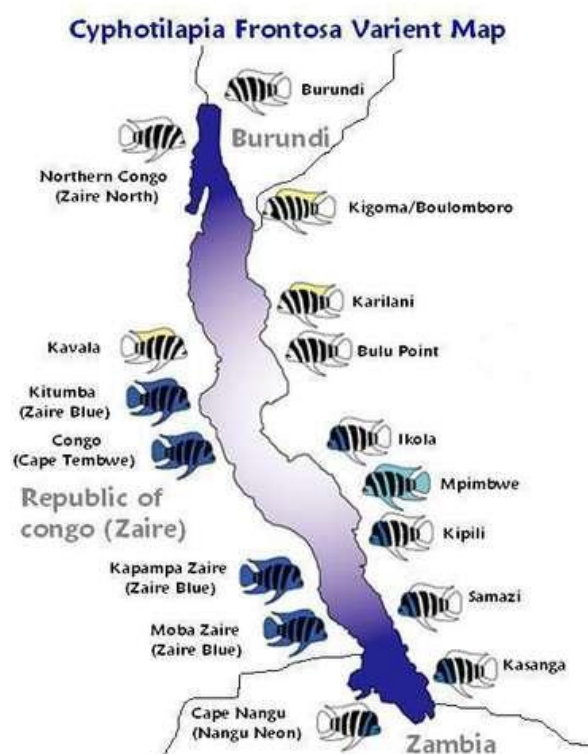 Cyphotilapia Frontosa Varient Map
Burundi
Burundi
Northern Congo
(Zaire North)
Kigoma/Boulomboro
Karilani
Kavala
Bulu Point
Kitumba
(Zaire Blue)
Congo
(Cape Tembwe)
Ikola
Mpimbwe
Republic of
congo (Zaire)
Kipili
Kapampa Zaire
(Zaire Blue)
Samazi
Moba Zaire
(Zaire Blue)
Kasanga
Cape Nangu
(Nangu Neon)
Zambia